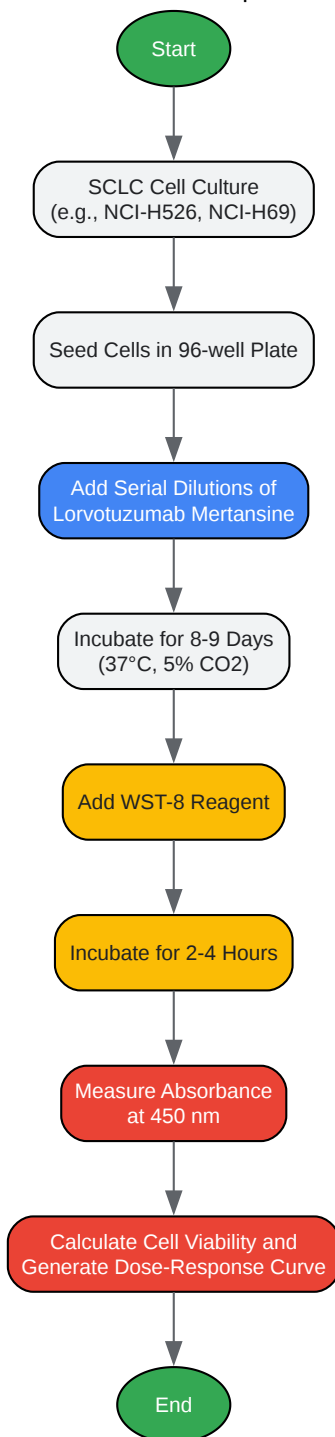 Start
SCLC Cell Culture
(e.g., NCI-H526, NCI-H69)
Seed Cells in 96-well Plate
Add Serial Dilutions of
Lorvotuzumab Mertansine
Incubate for 8-9 Days
(37°C, 5% CO2)
Add WST-8 Reagent
Incubate for 2-4 Hours
Measure Absorbance
at 450 nm
Calculate Cell Viability and
Generate Dose-Response Curve
End